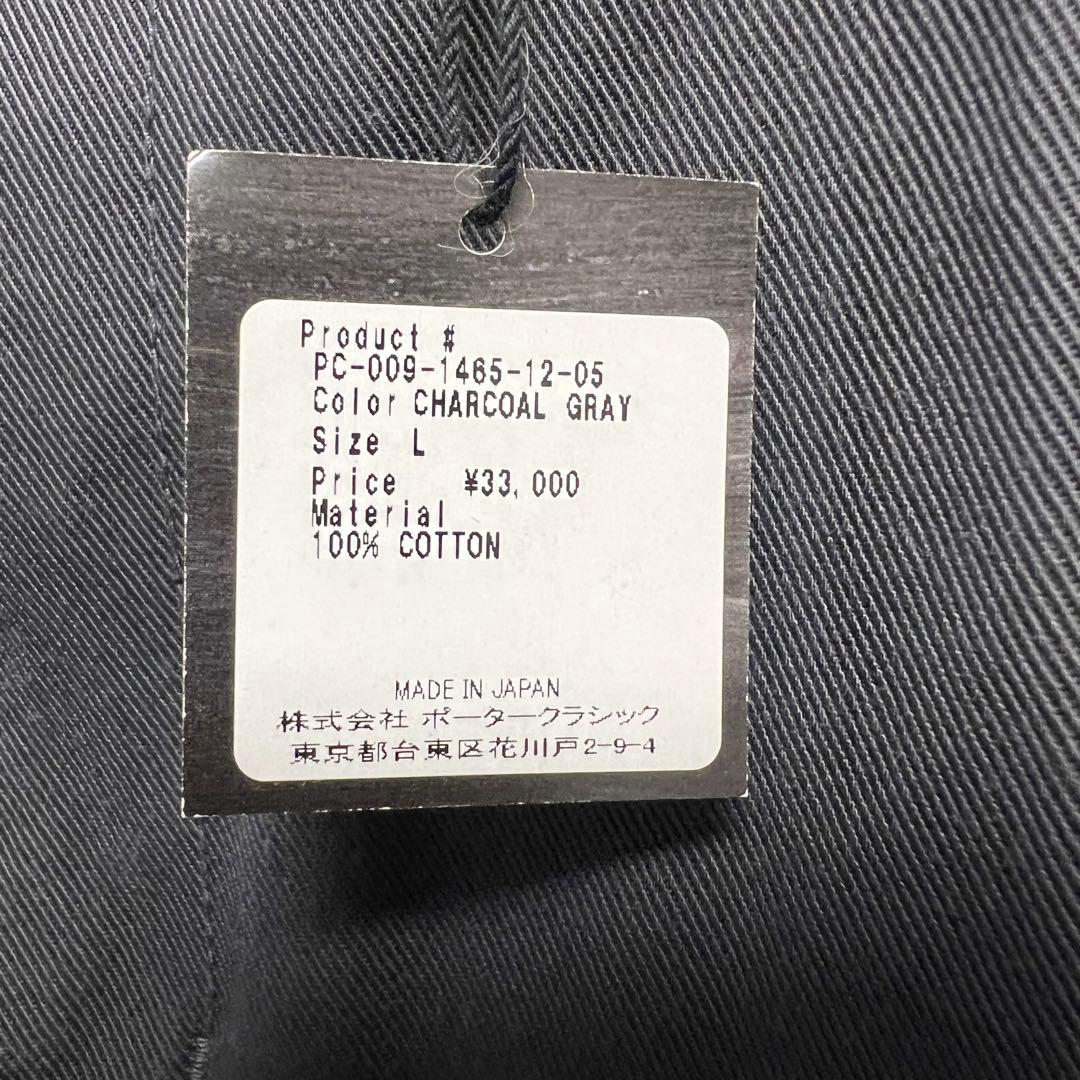 Product #
PC-009-1465-12-05
Color CHARCOAL GRAY
Size L
Price ¥33,000
Material
100% COTTON
MADE IN JAPAN
株式会社 ポータークラシック
東京都台東区花川戸2-9-4